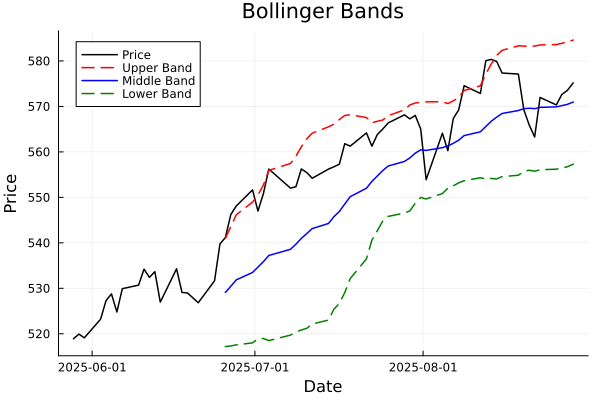 Bollinger Bands
Price
Upper Band
Middle Band
Lower Band
580
570
560
550
540
530
520
Price
2025-06-01
2025-07-01
2025-08-01
Date